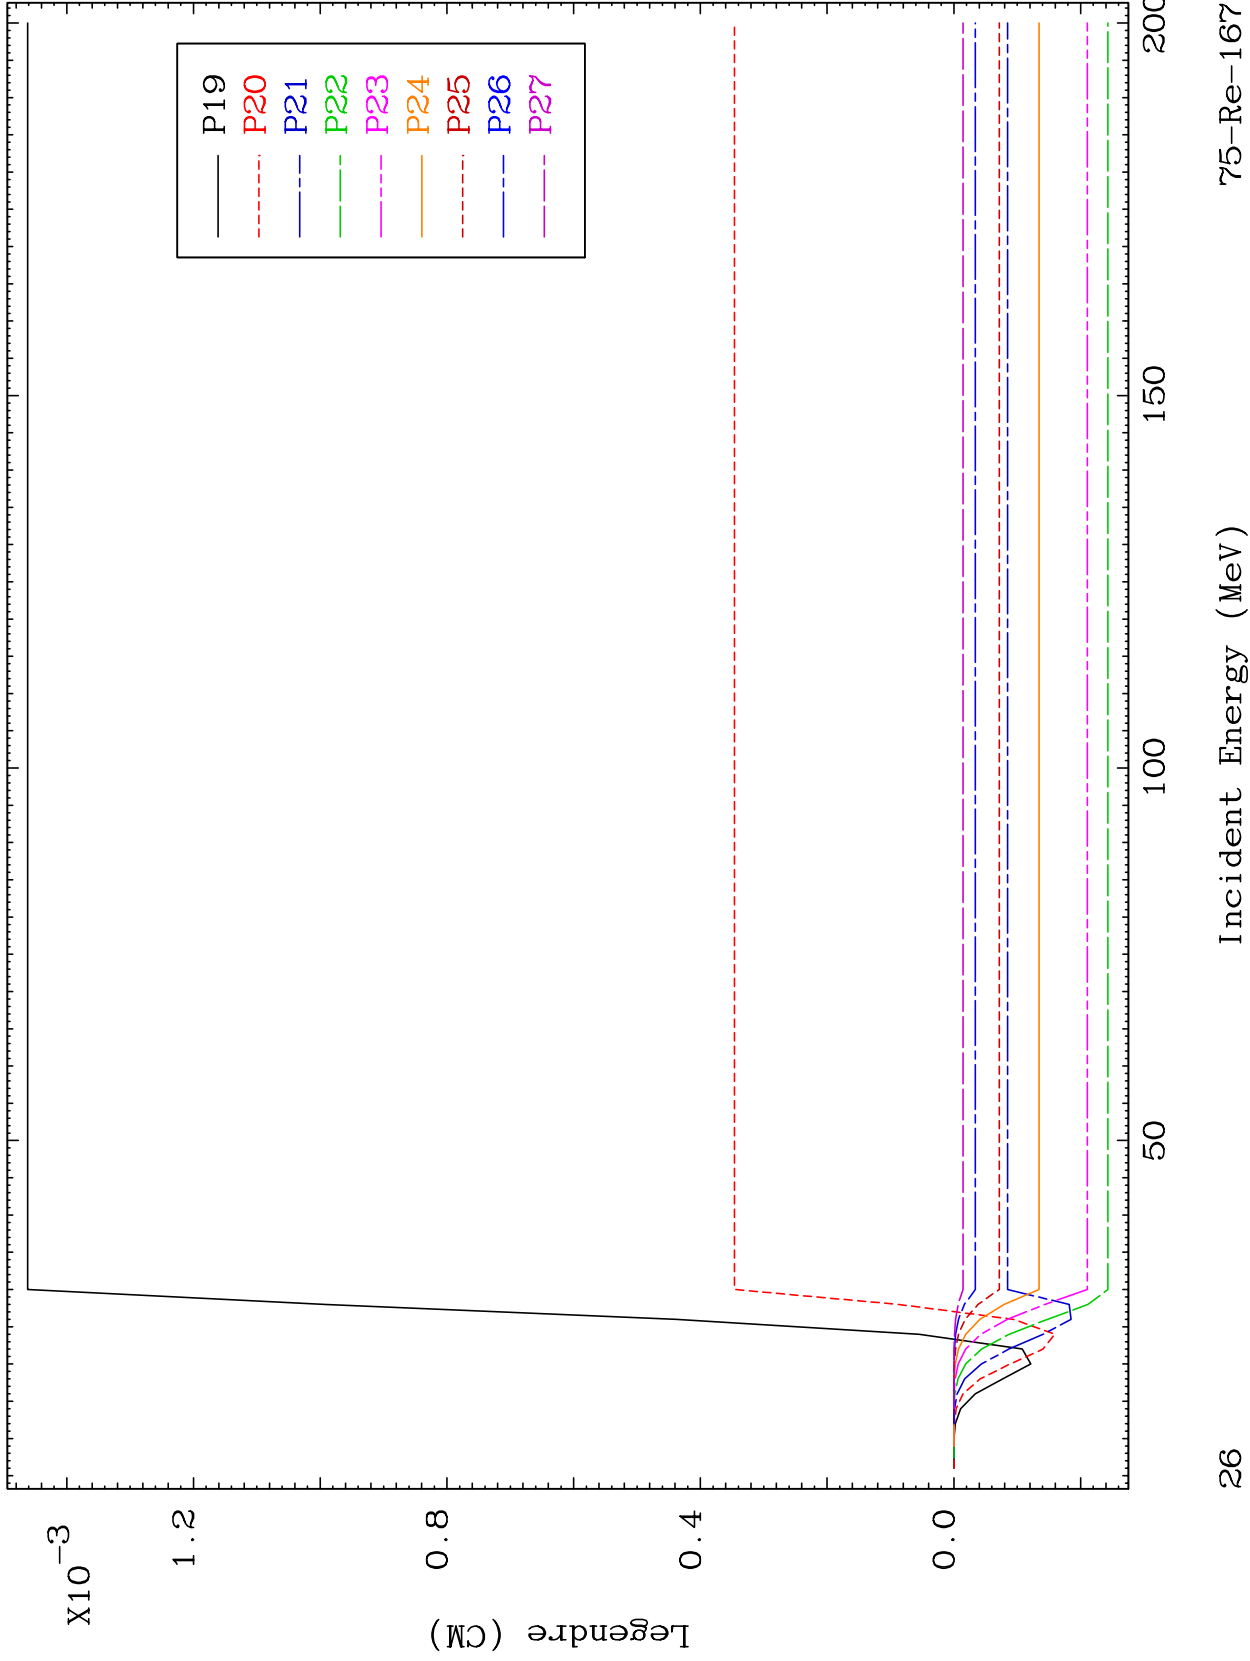 X10-3
1.2
0.8
0.4
0.0
Legendre (CM)
P19
P20
P21
P22
P23
P24
P25
P26
P27
50
100
150
200
Incident Energy (MeV)
26
75-Re-167